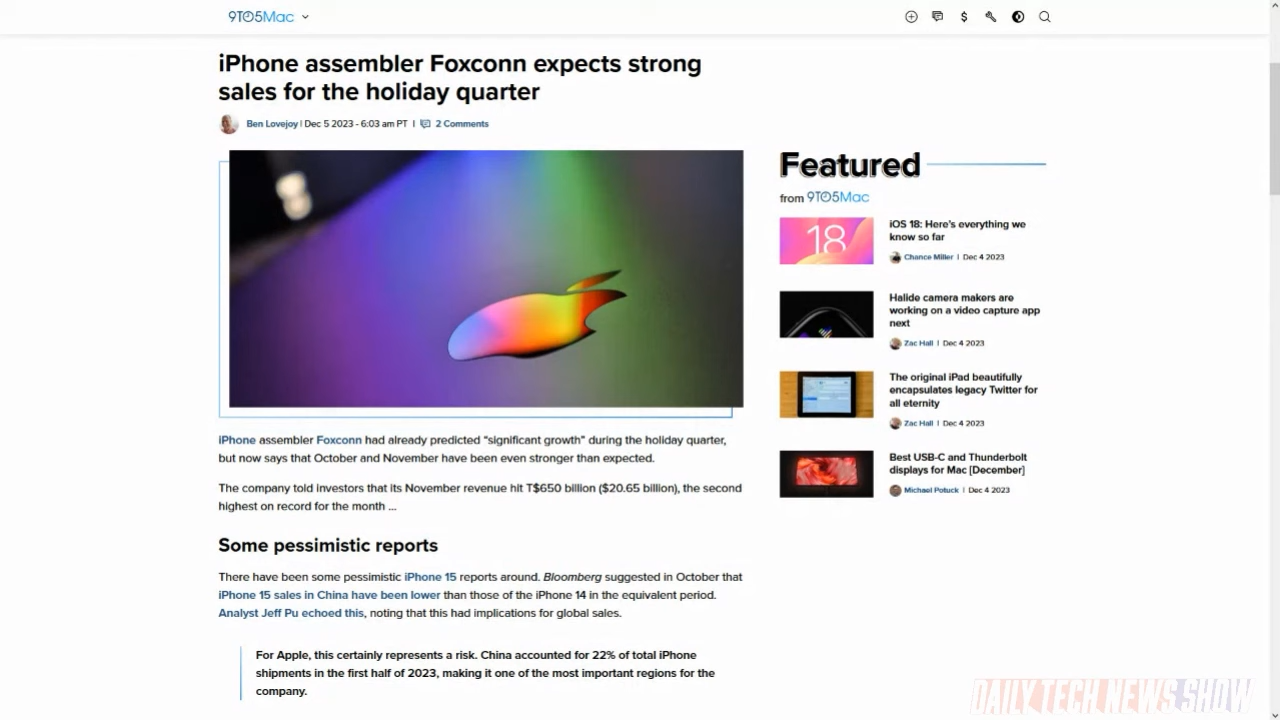 9TO5Mac
iPhone assembler Foxconn expects strong
sales for the holiday quarter
Ben Lovejoy | Dec 5 2023 - 6:03 am PT | 2 Comments
iPhone assembler Foxconn had already predicted “significant growth” during the holiday quarter,
but now says that October and November have been even stronger than expected.
The company told investors that its November revenue hit T$650 billion ($20.65 billion), the second
highest on record for the month ...
Some pessimistic reports
There have been some pessimistic iPhone 15 reports around. Bloomberg suggested in October that
iPhone 15 sales in China have been lower than those of the iPhone 14 in the equivalent period.
Analyst Jeff Pu echoed this, noting that this had implications for global sales.
For Apple, this certainly represents a risk. China accounted for 22% of total iPhone
shipments in the first half of 2023, making it one of the most important regions for the
company.
Featured
from 9TO5Mac
18
iOS 18: Here’s everything we
know so far
Chance Miller | Dec 4 2023
Halide camera makers are
working on a video capture app
next
Zac Hall | Dec 4 2023
The original iPad beautifully
encapsulates legacy Twitter for
all eternity
Zac Hall | Dec 4 2023
Best USB-C and Thunderbolt
displays for Mac [December]
Michael Potuck | Dec 4 2023
DAILY TECH NEWS SHOW